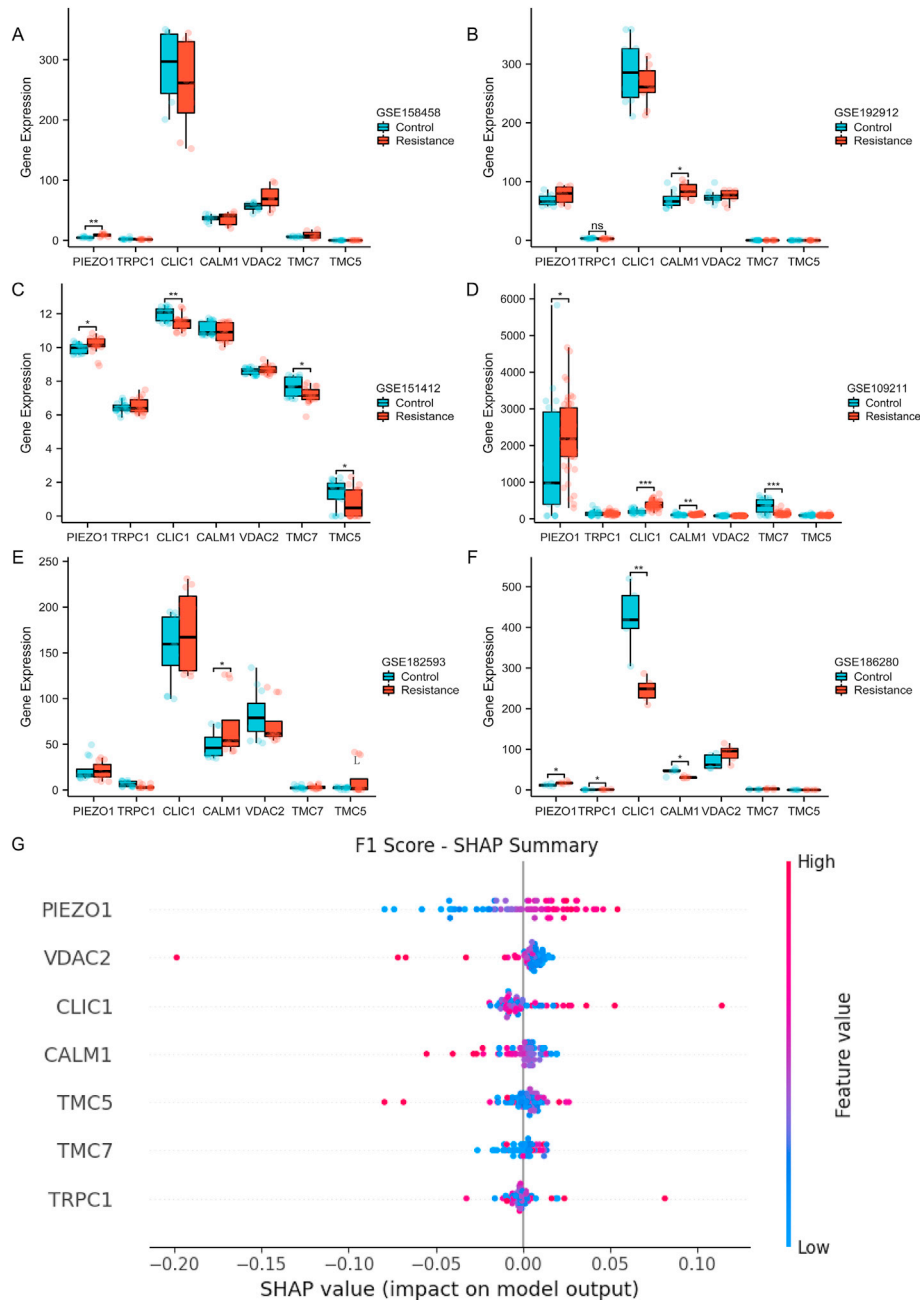 A
Gene Expression
300
200
100
0
**
PIEZO1 TRPC1 CLIC1 CALM1 VDAC2 TMC7 TMC5
GSE158458
Control
Resistance
B
Gene Expression
300
200
100
0
ns
*
PIEZO1 TRPC1 CLIC1 CALM1 VDAC2 TMC7 TMC5
GSE192912
Control
Resistance
C
Gene Expression
12
10
8
6
4
2
0
*
**
*
*
PIEZO1 TRPC1 CLIC1 CALM1 VDAC2 TMC7 TMC5
GSE151412
Control
Resistance
D
Gene Expression
6000
5000
4000
3000
2000
1000
0
*
***
**
***
PIEZO1 TRPC1 CLIC1 CALM1 VDAC2 TMC7 TMC5
GSE109211
Control
Resistance
E
Gene Expression
250
200
150
100
50
0
*
PIEZO1 TRPC1 CLIC1 CALM1 VDAC2 TMC7 TMC5
GSE182593
Control
Resistance
F
Gene Expression
500
400
300
200
100
0
*
*
**
*
PIEZO1 TRPC1 CLIC1 CALM1 VDAC2 TMC7 TMC5
GSE186280
Control
Resistance
G
F1 Score - SHAP Summary
PIEZO1
VDAC2
CLIC1
CALM1
TMC5
TMC7
TRPC1
−0.20 −0.15 −0.10 −0.05 0.00 0.05 0.10
SHAP value (impact on model output)
High
Feature value
Low